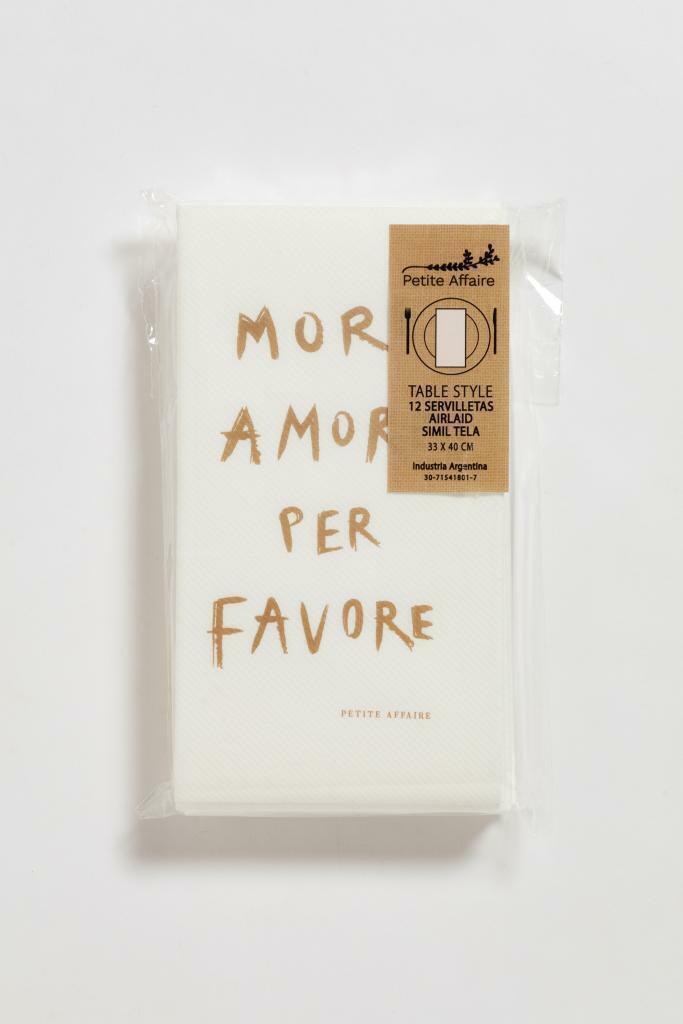 MOR
AMOR
PER
FAVORE
PETITE AFFAIRE
Petite Affaire
TABLE STYLE
12 SERVILLETAS
AIRLAID
SIMIL TELA
33 X 40 CM
Industria Argentina
30-71541801-7